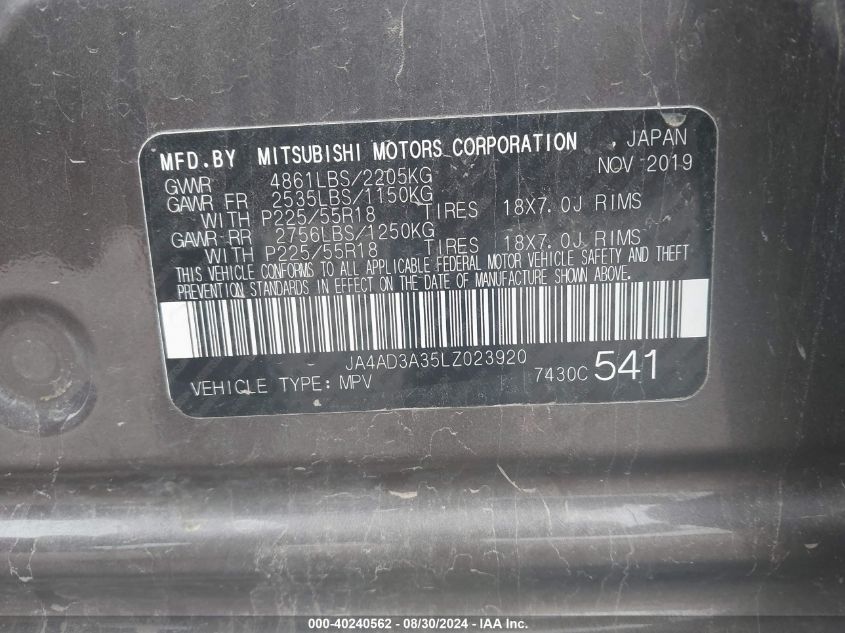 MFD.BY MITSUBISHI MOTORS CORPORATION , JAPAN
GVWR 4861LBS/2205KG NOV 2019
GAWR FR 2535LBS/1150KG
WITH P225/55R18 TIRES 18X7.0J RIMS
GAWR-RR 2756LBS/1250KG
WITH P225/55R18 TIRES 18X7.0J RIMS
THIS VEHICLE CONFORMS TO ALL APPLICABLE FEDERAL MOTOR VEHICLE SAFETY AND THEFT
PREVENTION STANDARDS IN EFFECT ON THE DATE OF MANUFACTURE SHOWN ABOVE.
JA4AD3A35LZ023920
VEHICLE TYPE: MPV 7430C 541
000-40240562 - 08/30/2024 - © IAA, Inc.